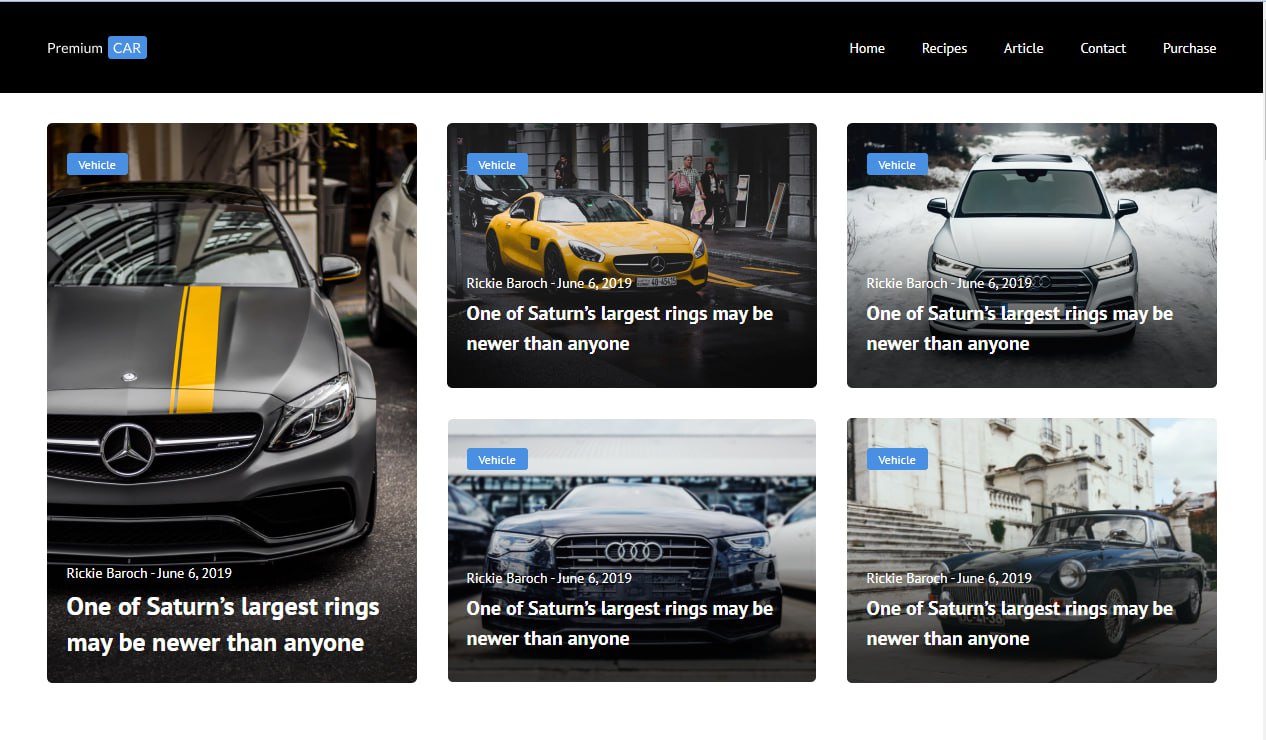 Premium CAR
Home Recipes Article Contact Purchase
Vehicle
Rickie Baroch - June 6, 2019
One of Saturn’s largest rings
may be newer than anyone
Vehicle
Rickie Baroch - June 6, 2019
One of Saturn’s largest rings may be
newer than anyone
Vehicle
Rickie Baroch - June 6, 2019
One of Saturn’s largest rings may be
newer than anyone
Vehicle
Rickie Baroch - June 6, 2019
One of Saturn’s largest rings may be
newer than anyone
Vehicle
Rickie Baroch - June 6, 2019
One of Saturn’s largest rings may be
newer than anyone